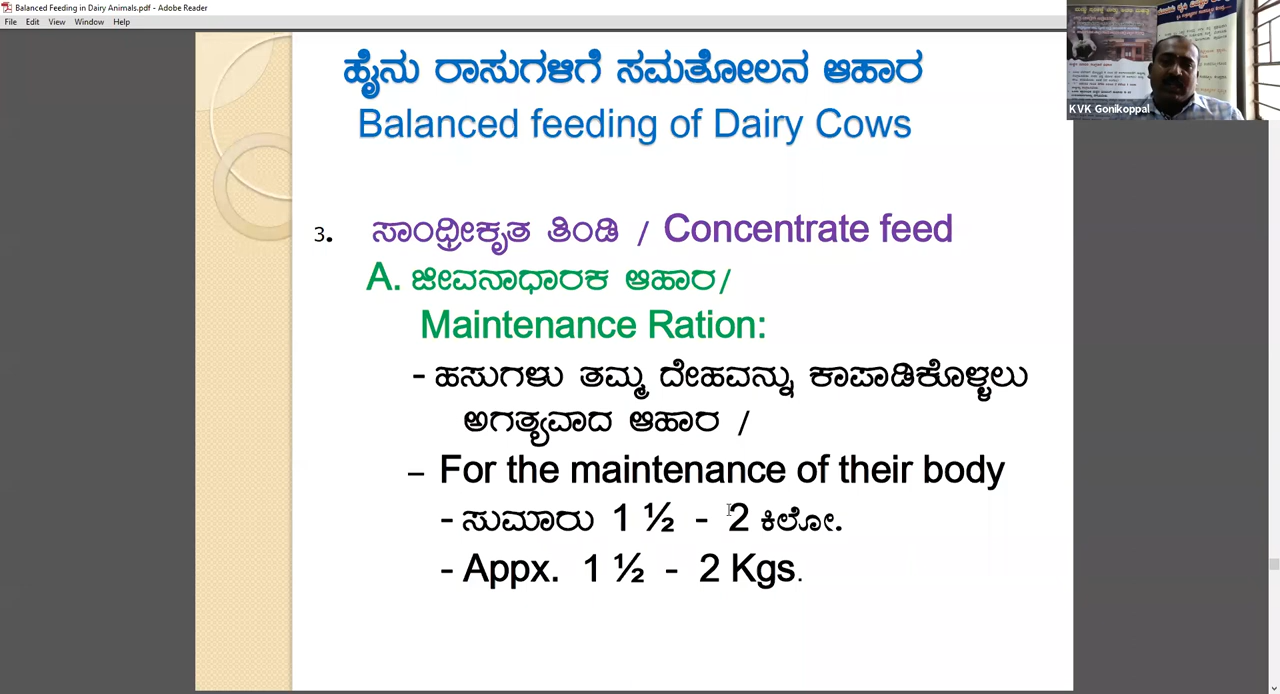 Balanced Feeding in Dairy Animals.pdf - Adobe Reader
File Edit View Window Help
KVK Gonikoppal
ಹೈನು ರಾಸುಗಳಿಗೆ ಸಮತೋಲನ ಆಹಾರ
Balanced feeding of Dairy Cows
3. ಸಾಂಧ್ರೀಕೃತ ತಿಂಡಿ / Concentrate feed
A. ಜೀವನಾಧಾರಕ ಆಹಾರ/
Maintenance Ration:
- ಹಸುಗಳು ತಮ್ಮ ದೇಹವನ್ನು ಕಾಪಾಡಿಕೊಳ್ಳಲು
ಅಗತ್ಯವಾದ ಆಹಾರ /
– For the maintenance of their body
- ಸುಮಾರು 1 ½ - 2 ಕಿಲೋ.
- Appx. 1 ½ - 2 Kgs.